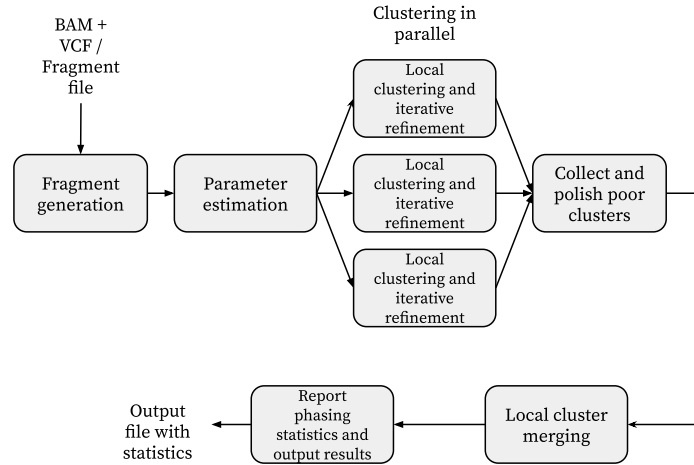 Clustering in
parallel
BAM +
VCF /
Fragment
file
Fragment
generation
Parameter
estimation
Local
clustering and
iterative
refinement
Local
clustering and
iterative
refinement
Local
clustering and
iterative
refinement
Collect and
polish poor
clusters
Local cluster
merging
Report
phasing
statistics and
output results
Output
file with
statistics